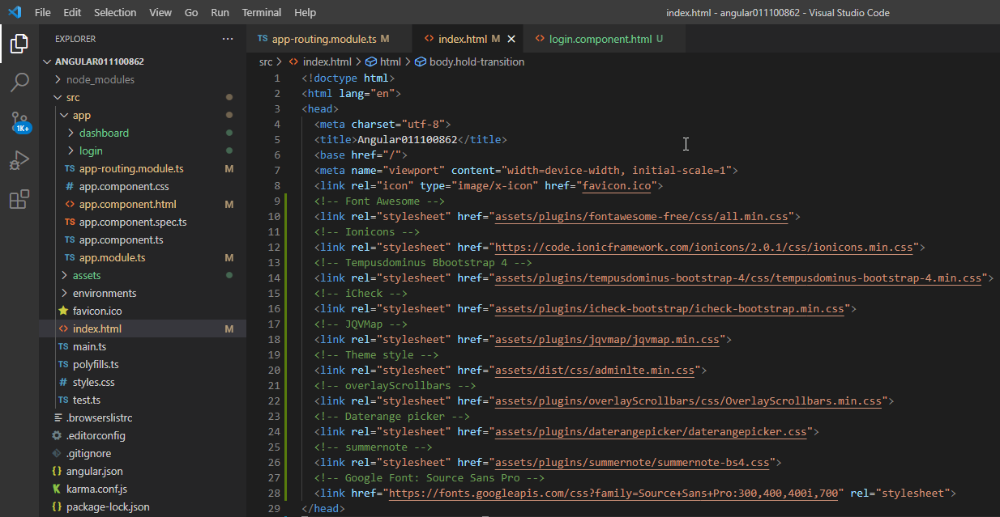 File Edit Selection View Go Run Terminal Help index.html - angular011100862 - Visual Studio Code
EXPLORER ...
ANGULAR011100862
node_modules
src
app
dashboard
login
TS app-routing.module.ts M
# app.component.css
<> app.component.html M
TS app.component.spec.ts
TS app.component.ts
TS app.module.ts M
assets
environments
favicon.ico
<> index.html M
TS main.ts
TS polyfills.ts
# styles.css
TS test.ts
.browserslistrc
.editorconfig
.gitignore
{} angular.json
karma.conf.js
{} package-lock.json
1K+
TS app-routing.module.ts M <> index.html M × <> login.component.html U
src > <> index.html > html > body.hold-transition
1 <!doctype html>
2 <html lang="en">
3 <head>
4 <meta charset="utf-8">
5 <title>Angular011100862</title>
6 <base href="/">
7 <meta name="viewport" content="width=device-width, initial-scale=1">
8 <link rel="icon" type="image/x-icon" href="favicon.ico">
9 <!-- Font Awesome -->
10 <link rel="stylesheet" href="assets/plugins/fontawesome-free/css/all.min.css">
11 <!-- Ionicons -->
12 <link rel="stylesheet" href="https://code.ionicframework.com/ionicons/2.0.1/css/ionicons.min.css">
13 <!-- Tempusdominus Bbootstrap 4 -->
14 <link rel="stylesheet" href="assets/plugins/tempusdominus-bootstrap-4/css/tempusdominus-bootstrap-4.min.css">
15 <!-- iCheck -->
16 <link rel="stylesheet" href="assets/plugins/icheck-bootstrap/icheck-bootstrap.min.css">
17 <!-- JQVMap -->
18 <link rel="stylesheet" href="assets/plugins/jqvmap/jqvmap.min.css">
19 <!-- Theme style -->
20 <link rel="stylesheet" href="assets/dist/css/adminlte.min.css">
21 <!-- overlayScrollbars -->
22 <link rel="stylesheet" href="assets/plugins/overlayScrollbars/css/OverlayScrollbars.min.css">
23 <!-- Daterange picker -->
24 <link rel="stylesheet" href="assets/plugins/daterangepicker/daterangepicker.css">
25 <!-- summernote -->
26 <link rel="stylesheet" href="assets/plugins/summernote/summernote-bs4.css">
27 <!-- Google Font: Source Sans Pro -->
28 <link href="https://fonts.googleapis.com/css?family=Source+Sans+Pro:300,400,400i,700" rel="stylesheet">
29 </head>